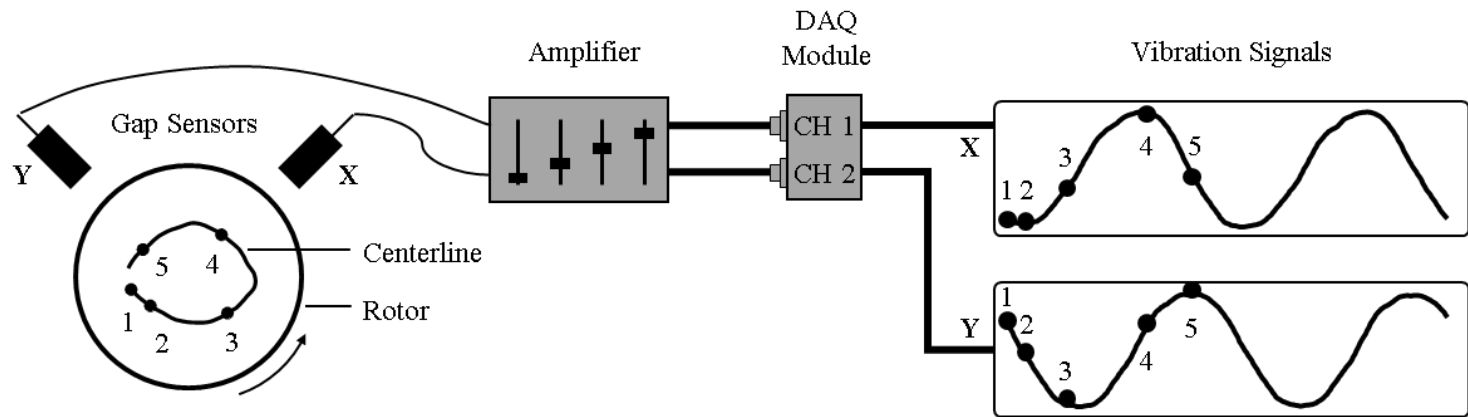 DAQ
Module
Amplifier
Vibration Signals
Gap Sensors
Y
X
CH 1
CH 2
X
1 2
3
4
5
Centerline
Rotor
5
4
1
2
3
Y
1
2
3
4
5